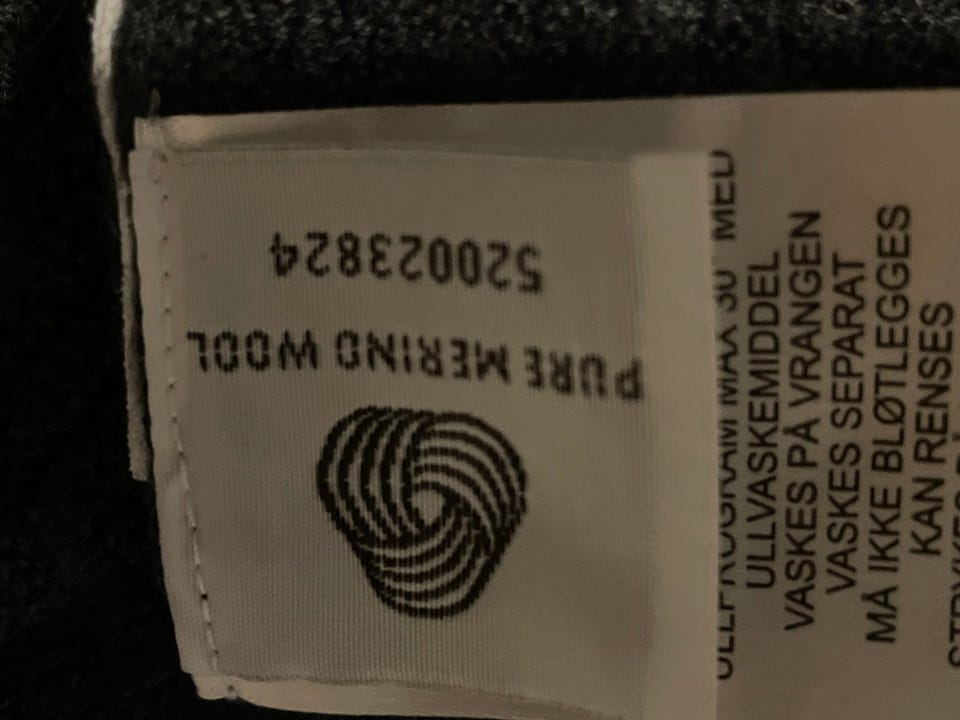 PURE MERINO WOOL
520023824
ULLPROGRAM MAX 30° MED
ULLVASKEMIDDEL
VASKES PÅ VRANGEN
VASKES SEPARAT
MÅ IKKE BLØTLEGGES
KAN RENSES